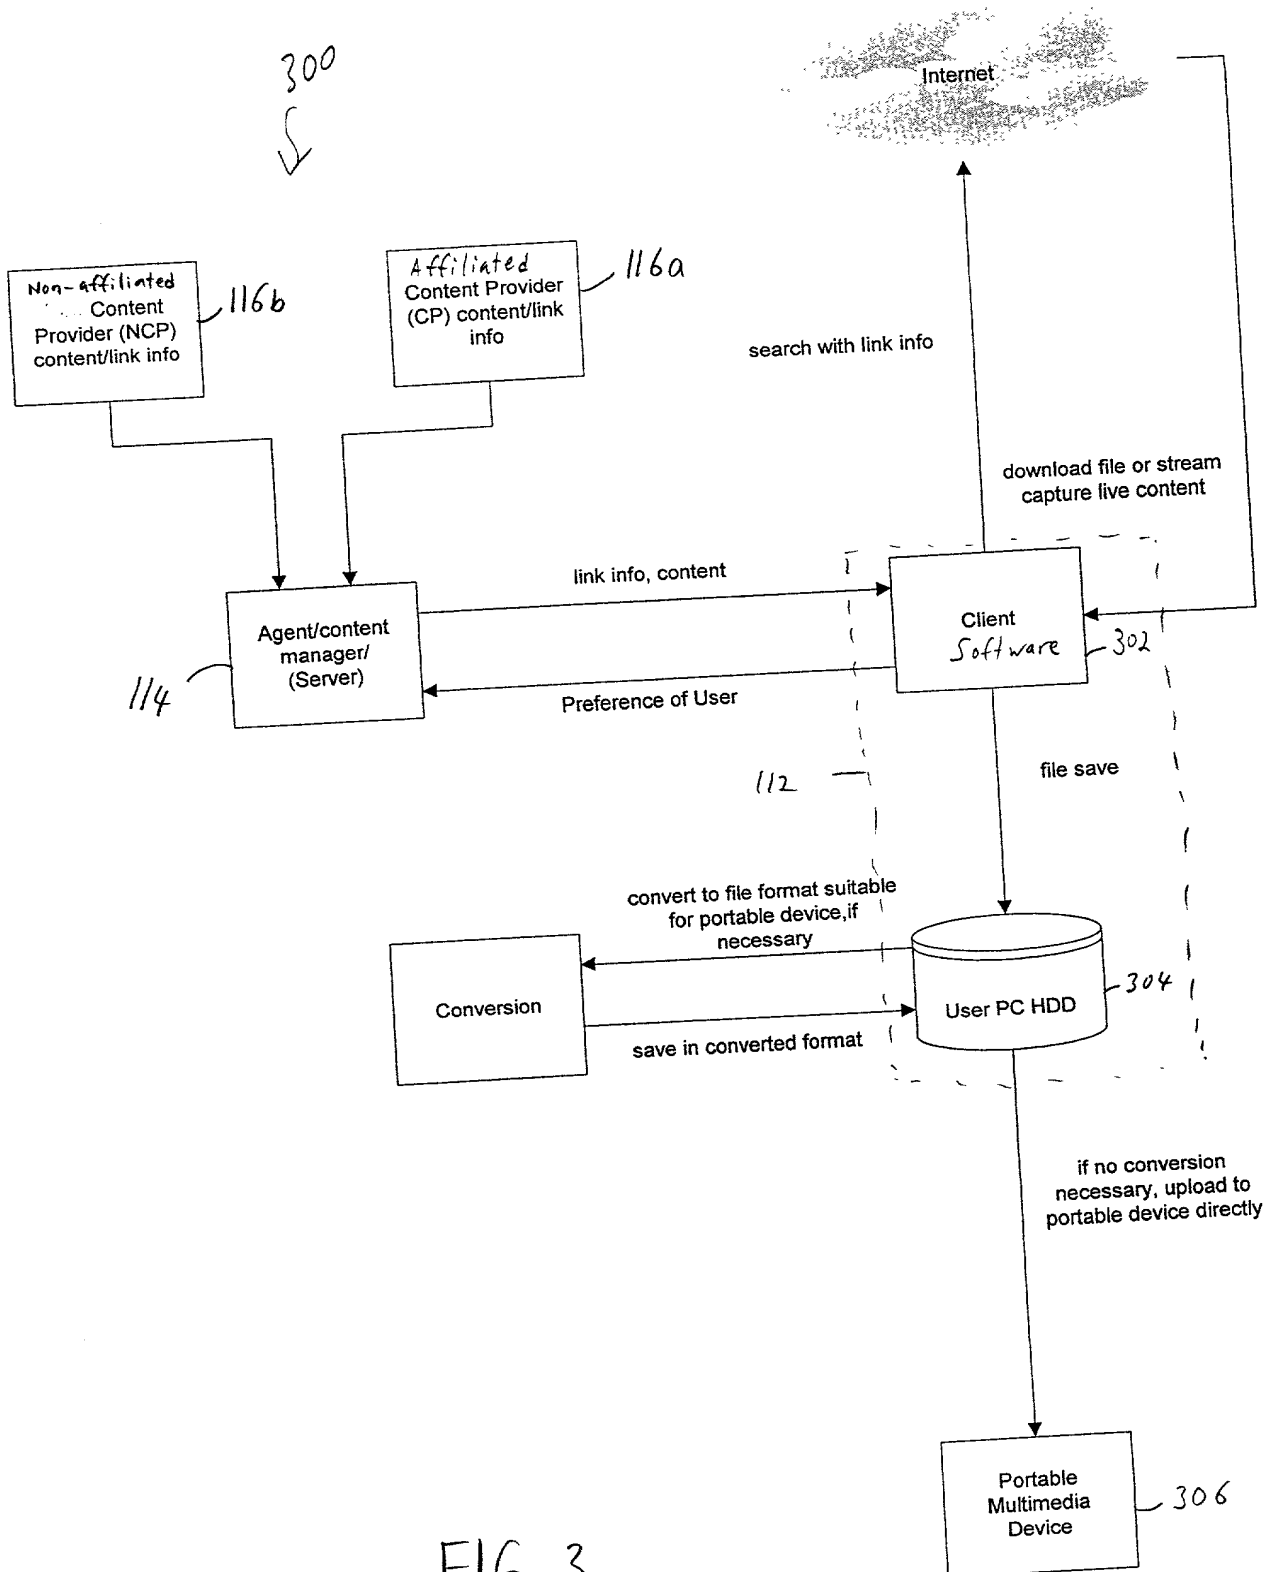 300
Internet
Non-affiliated
Content
Provider (NCP)
content/link info
116b
Affiliated
Content Provider
(CP) content/link
info
116a
search with link info
download file or stream
capture live content
link info, content
Agent/content
manager/
(Server)
114
Client
Software
302
Preference of User
112
file save
convert to file format suitable
for portable device,if
necessary
Conversion
User PC HDD
304
save in converted format
if no conversion
necessary, upload to
portable device directly
Portable
Multimedia
Device
306
FIG. 3